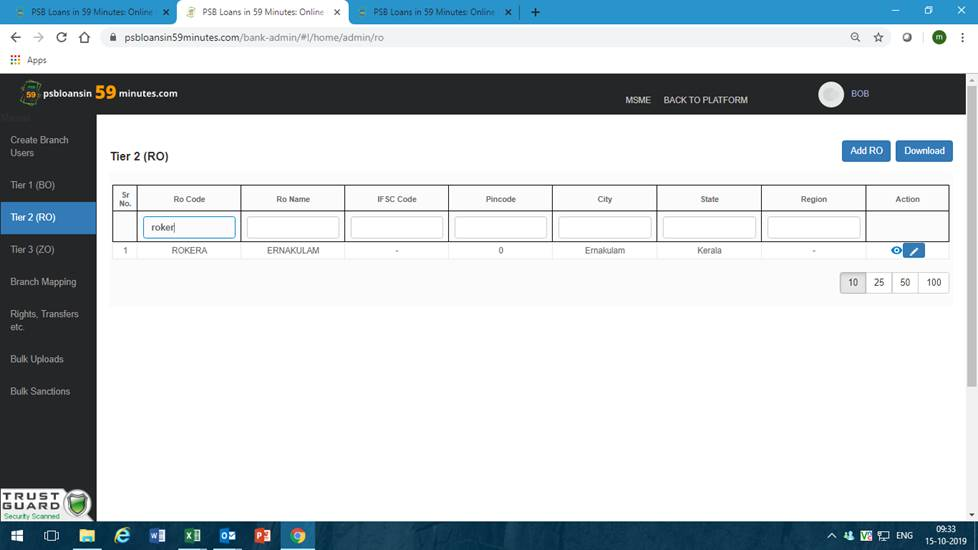 PSB Loans in 59 Minutes: Online
PSB Loans in 59 Minutes: Online
PSB Loans in 59 Minutes: Online
psbloansin59minutes.com/bank-admin/#!/home/admin/ro
m
Apps
59 psbloansin 59 minutes.com
MSME BACK TO PLATFORM BOB
Create Branch
Users
Tier 1 (BO)
Tier 2 (RO)
Tier 3 (ZO)
Branch Mapping
Rights, Transfers
etc.
Bulk Uploads
Bulk Sanctions
Tier 2 (RO)
Add RO Download
Sr No. Ro Code Ro Name IFSC Code Pincode City State Region Action
roker
1 ROKERA ERNAKULAM - 0 Ernakulam Kerala -
10 25 50 100
TRUST
GUARD
Security Scanned
ENG
09:33
15-10-2019